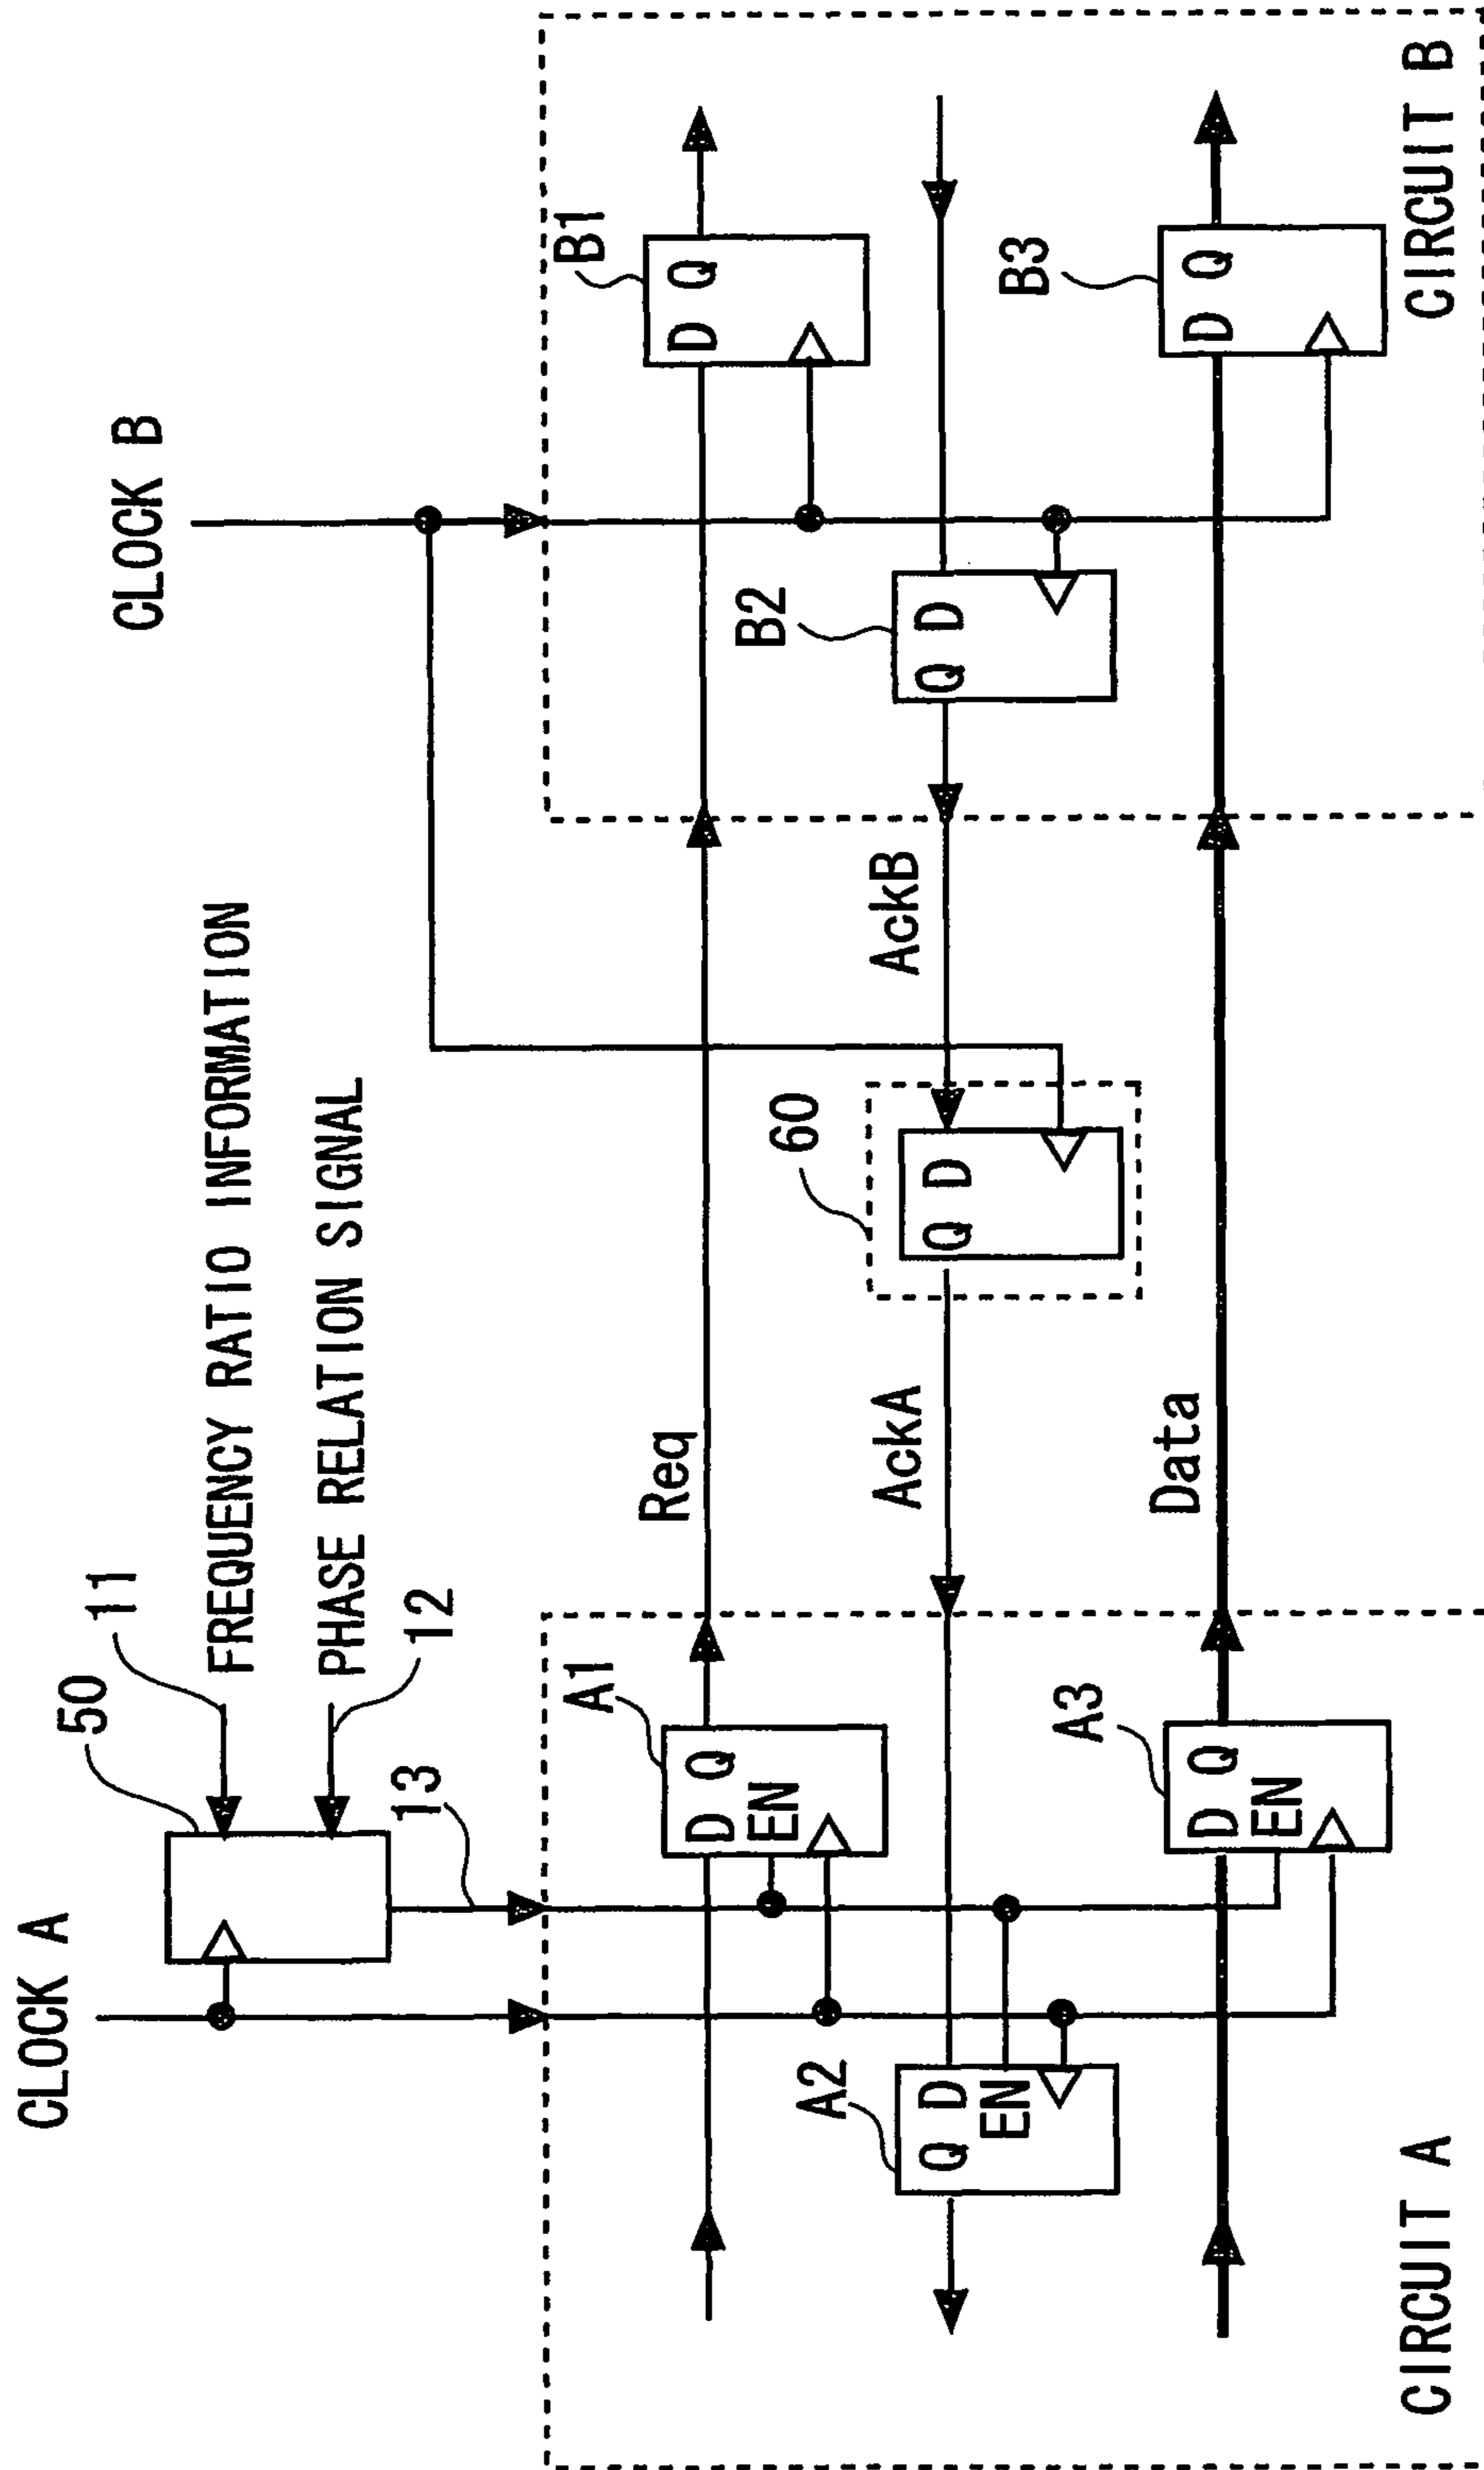 CLOCK A
50
11
FREQUENCY RATIO INFORMATION
PHASE RELATION SIGNAL
12
13
CLOCK B
A1
D Q
EN
Req
B1
D Q
A2
Q D
EN
AckA
60
Q D
AckB
B2
Q D
A3
D Q
EN
Data
B3
D Q
CIRCUIT A
CIRCUIT B